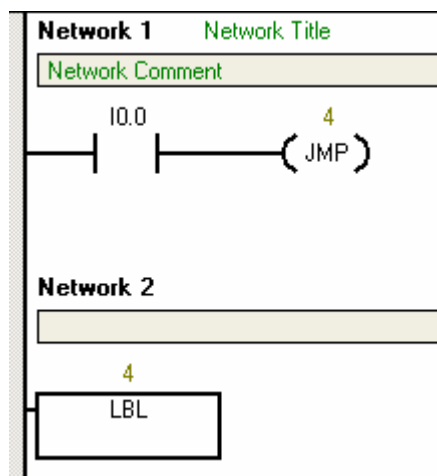 Network 1 Network Title
Network Comment
I0.0 4
JMP
Network 2
4
LBL